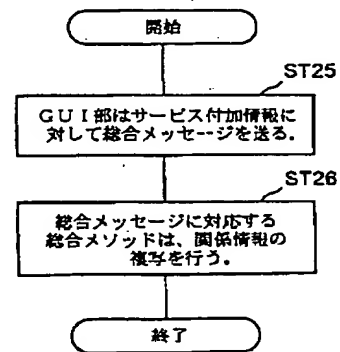 開始
ST25
ＧＵＩ部はサービス付加情報に
対して総合メッセージを送る。
ST26
総合メッセージに対応する
総合メソッドは、関係情報の
複写を行う。
終了